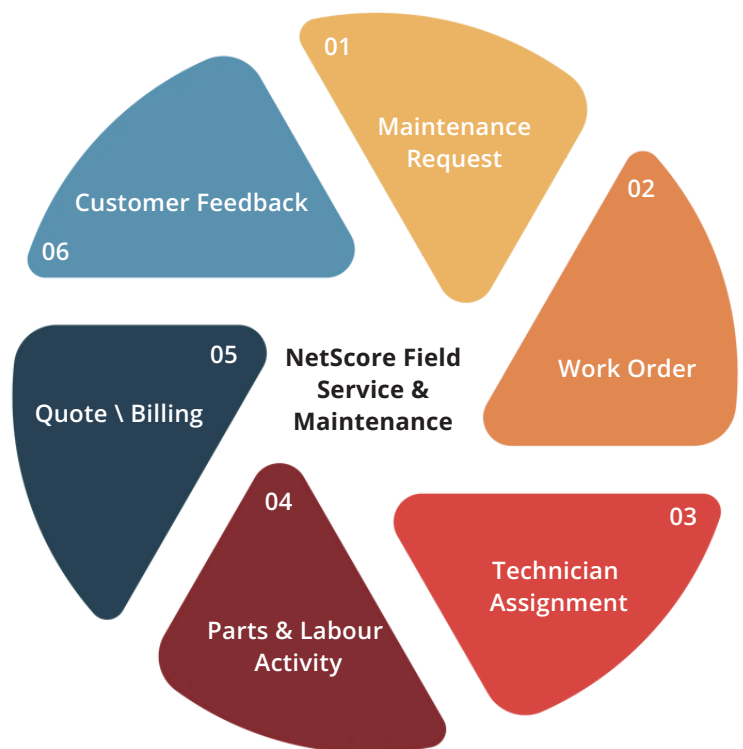 01
Maintenance
Request
02
Work Order
03
Technician
Assignment
04
Parts & Labour
Activity
05
Quote \ Billing
06
Customer Feedback
NetScore Field
Service &
Maintenance